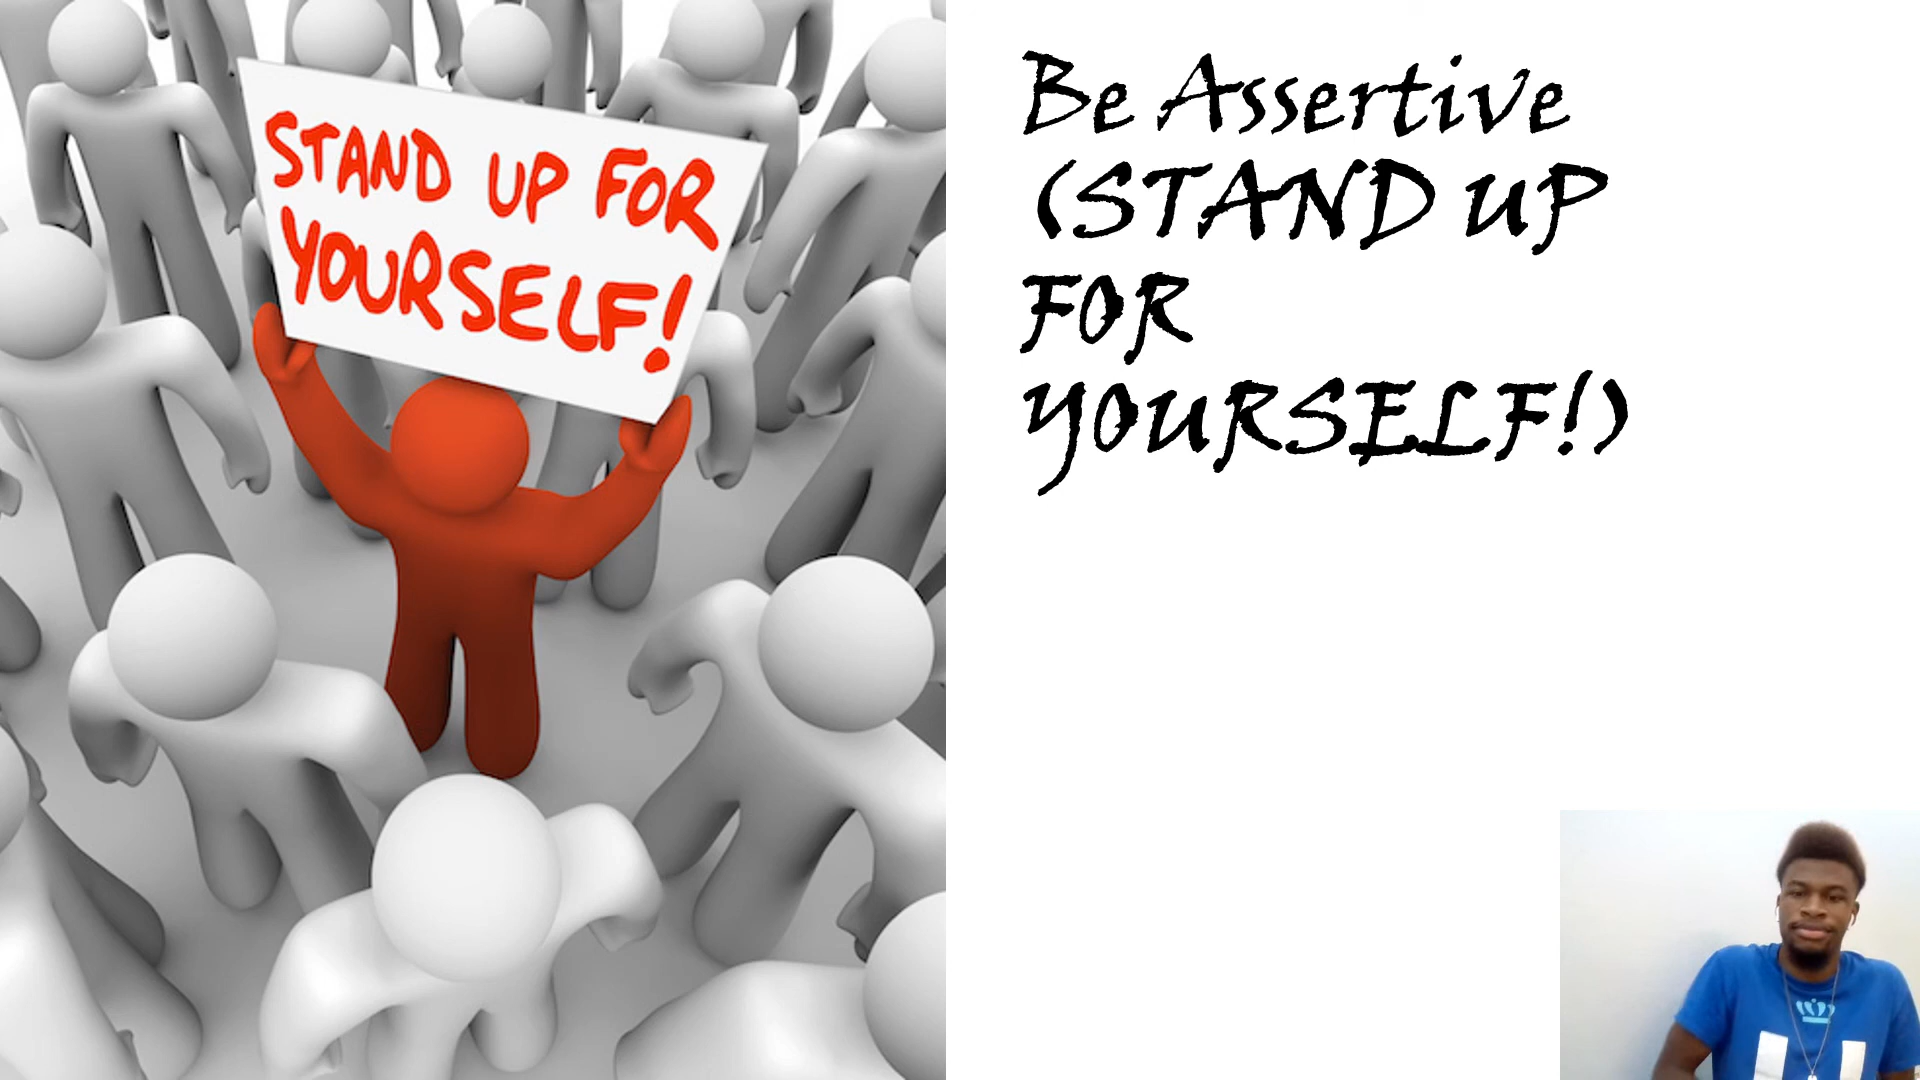 STAND UP FOR
YOURSELF!
Be Assertive
(STAND UP
FOR
YOURSELF!)